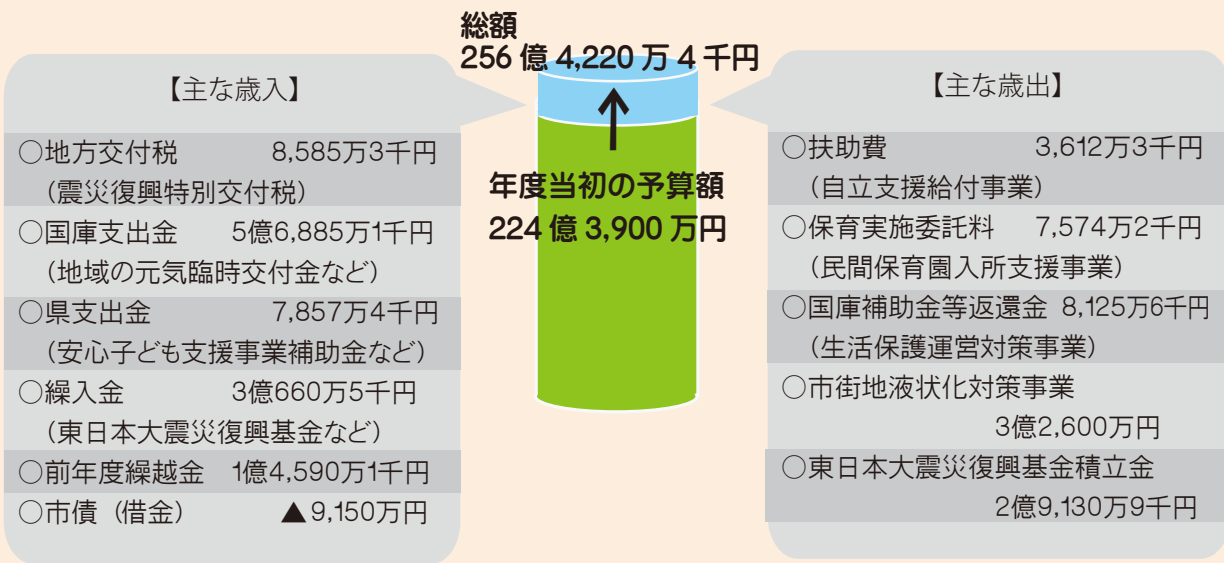 総額
256億4,220万4千円
【主な歳入】
○地方交付税 8,585万3千円
(震災復興特別交付税)
○国庫支出金 5億6,885万1千円
(地域の元気臨時交付金など)
○県支出金 7,857万4千円
(安心子ども支援事業補助金など)
○繰入金 3億660万5千円
(東日本大震災復興基金など)
○前年度繰越金 1億4,590万1千円
○市債(借金) ▲9,150万円
年度当初の予算額
224億3,900万円
【主な歳出】
○扶助費 3,612万3千円
(自立支援給付事業)
○保育実施委託料 7,574万2千円
(民間保育園入所支援事業)
○国庫補助金等返還金 8,125万6千円
(生活保護運営対策事業)
○市街地液状化対策事業
3億2,600万円
○東日本大震災復興基金積立金
2億9,130万9千円